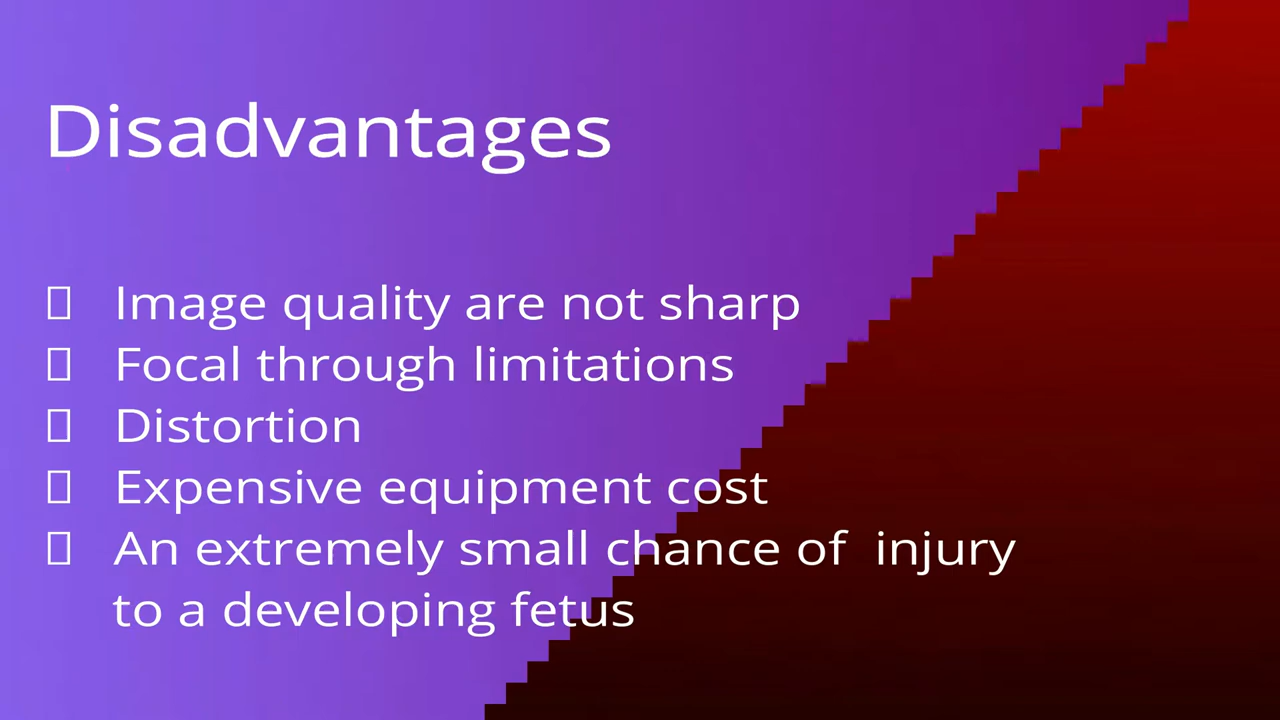 Disadvantages
Image quality are not sharp
Focal through limitations
Distortion
Expensive equipment cost
An extremely small chance of  injury
to a developing fetus